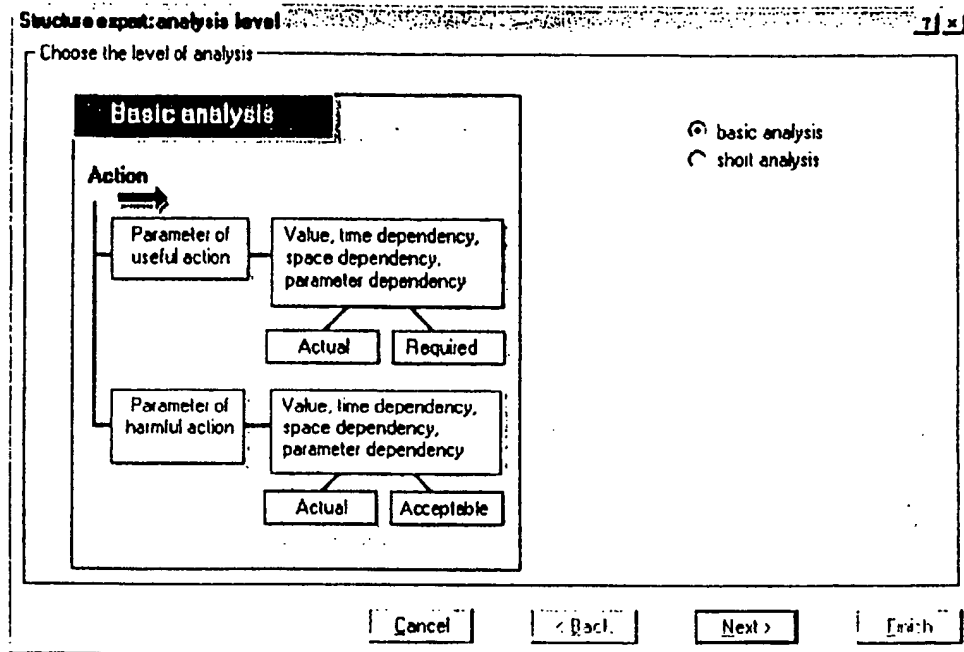 Structure expert: analysis level
Choose the level of analysis
Basic analysis
basic analysis
short analysis
Action
Parameter of
useful action
Value, time dependency,
space dependency,
parameter dependency
Actual
Required
Parameter of
harmful action
Value, time dependency,
space dependency,
parameter dependency
Actual
Acceptable
Cancel
< Back
Next >
Finish